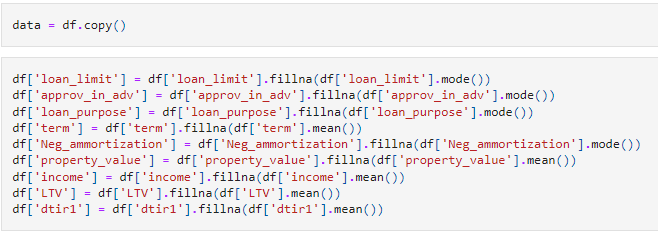 data = df.copy()
df['loan_limit'] = df['loan_limit'].fillna(df['loan_limit'].mode())
df['approv_in_adv'] = df['approv_in_adv'].fillna(df['approv_in_adv'].mode())
df['loan_purpose'] = df['loan_purpose'].fillna(df['loan_purpose'].mode())
df['term'] = df['term'].fillna(df['term'].mean())
df['Neg_ammortization'] = df['Neg_ammortization'].fillna(df['Neg_ammortization'].mode())
df['property_value'] = df['property_value'].fillna(df['property_value'].mean())
df['income'] = df['income'].fillna(df['income'].mean())
df['LTV'] = df['LTV'].fillna(df['LTV'].mean())
df['dtir1'] = df['dtir1'].fillna(df['dtir1'].mean())